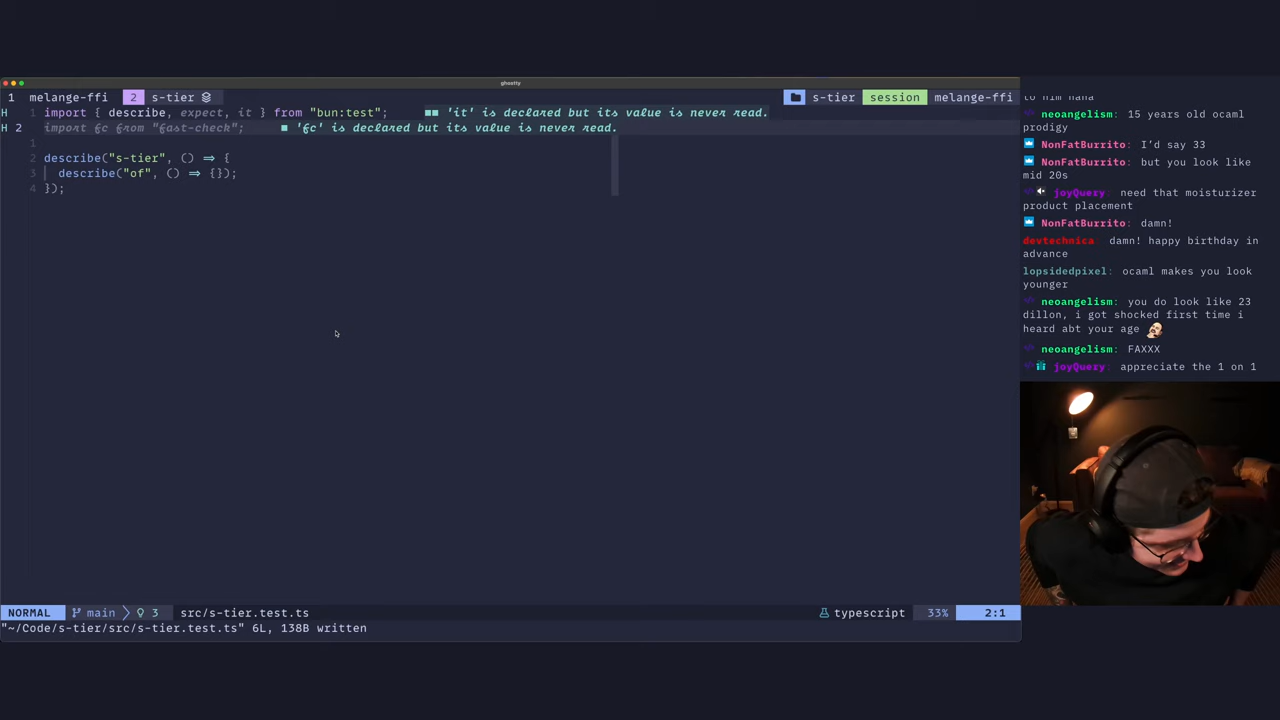 ghostty
1 melange-ffi 2 s-tier s-tier session melange-ffi
H 1 import { describe, expect, it } from "bun:test"; ■■ 'it' is declared but its value is never read.
H 2 import fc from "fast-check"; ■ 'fc' is declared but its value is never read.
1
2 describe("s-tier", () => {
3 describe("of", () => {});
4 });
NORMAL main 3 src/s-tier.test.ts typescript 33% 2:1
"~/Code/s-tier/src/s-tier.test.ts" 6L, 138B written
to him haha
neoangelism: 15 years old ocaml
prodigy
NonFatBurrito: I'd say 33
NonFatBurrito: but you look like
mid 20s
joyQuery: need that moisturizer
product placement
NonFatBurrito: damn!
devtechnica: damn! happy birthday in
advance
lopsidedpixel: ocaml makes you look
younger
neoangelism: you do look like 23
dillon, i got shocked first time i
heard abt your age
neoangelism: FAXXX
joyQuery: appreciate the 1 on 1